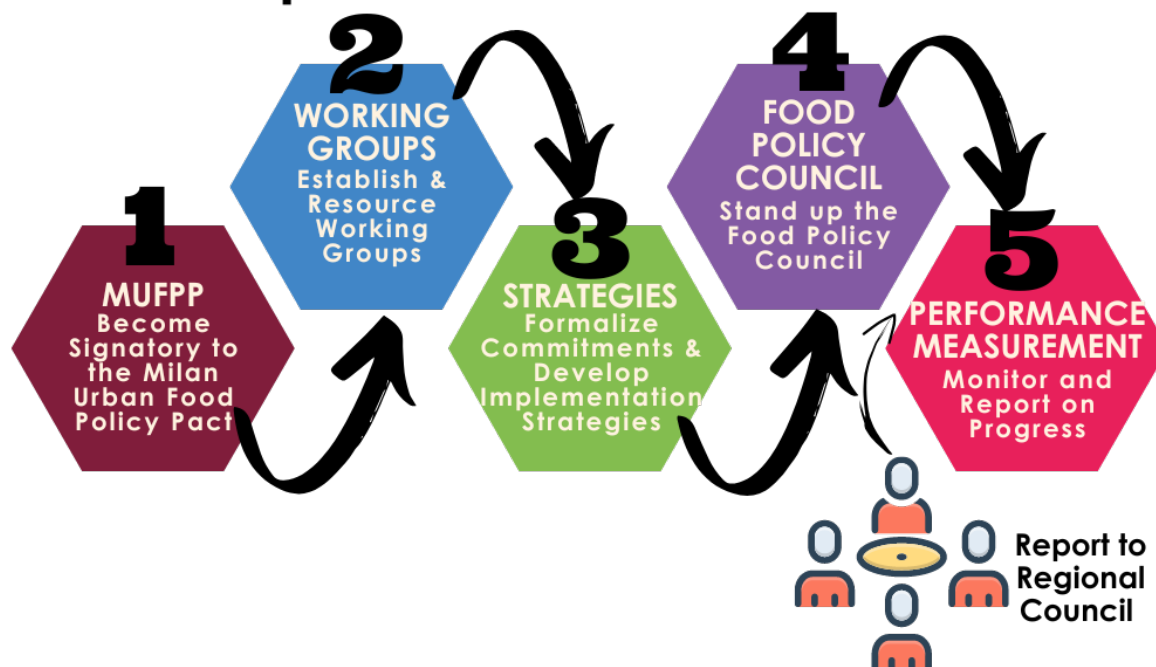 1
MUFPP
Become
Signatory to
the Milan
Urban Food
Policy Pact
2
WORKING
GROUPS
Establish &
Resource
Working
Groups
3
STRATEGIES
Formalize
Commitments &
Develop
Implementation
Strategies
4
FOOD
POLICY
COUNCIL
Stand up the
Food Policy
Council
5
PERFORMANCE
MEASUREMENT
Monitor and
Report on
Progress
Report to
Regional
Council